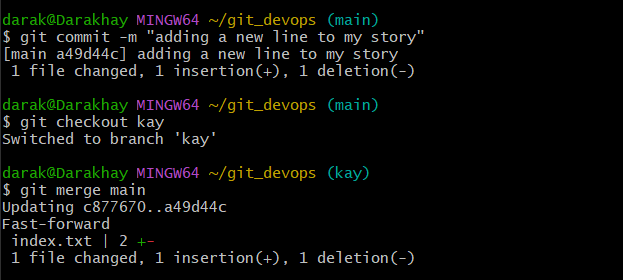 darak@Darakhay MINGW64 ~/git_devops (main)
$ git commit -m "adding a new line to my story"
[main a49d44c] adding a new line to my story
 1 file changed, 1 insertion(+), 1 deletion(-)

darak@Darakhay MINGW64 ~/git_devops (main)
$ git checkout kay
Switched to branch 'kay'

darak@Darakhay MINGW64 ~/git_devops (kay)
$ git merge main
Updating c877670..a49d44c
Fast-forward
 index.txt | 2 +-
 1 file changed, 1 insertion(+), 1 deletion(-)